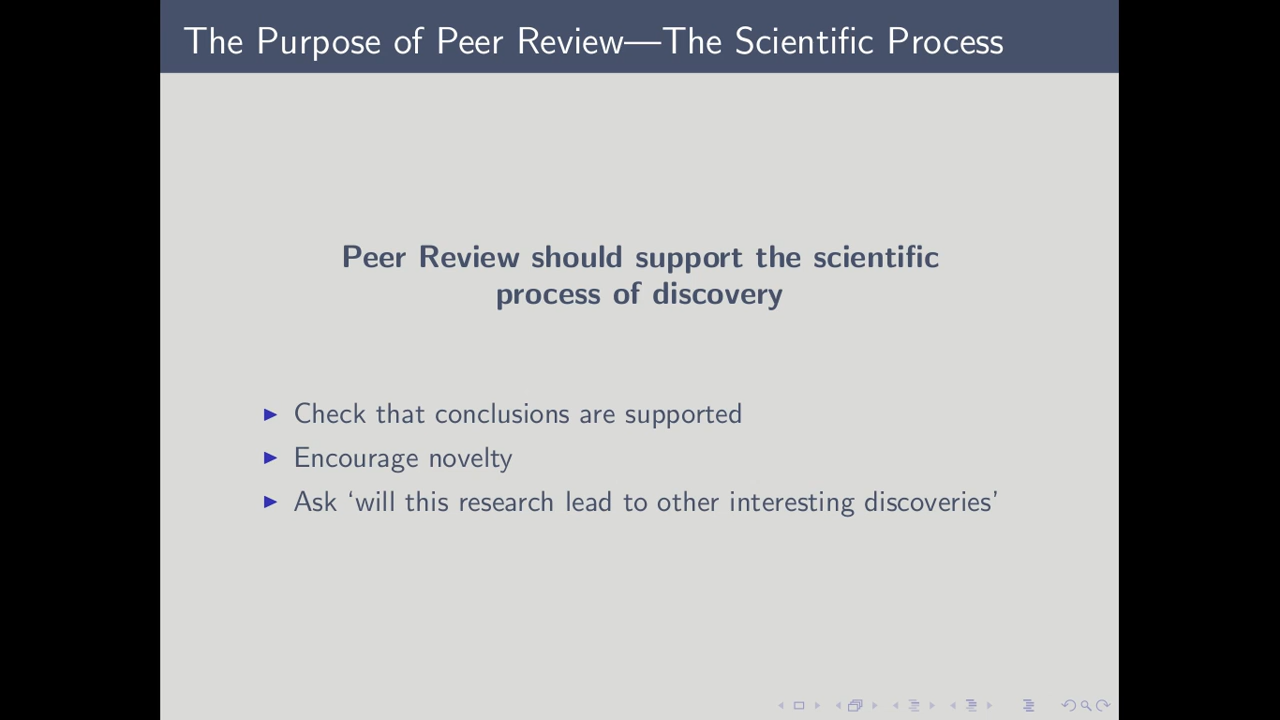 The Purpose of Peer Review—The Scientific Process
Peer Review should support the scientific
process of discovery
Check that conclusions are supported
Encourage novelty
Ask ‘will this research lead to other interesting discoveries’